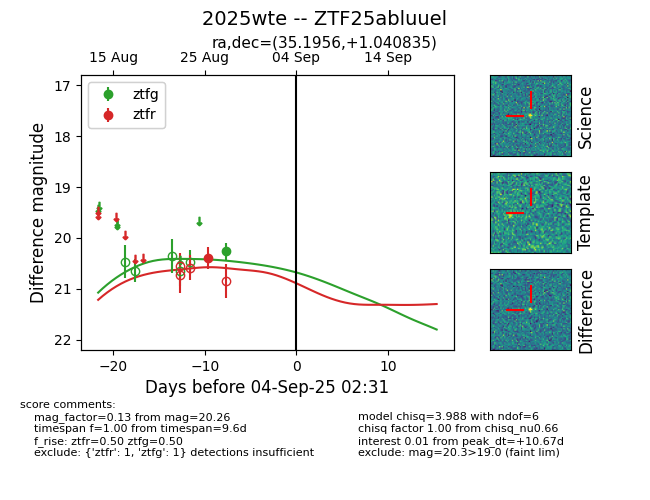 2025wte -- ZTF25abluuel
ra,dec=(35.1956,+1.040835)
15 Aug 25 Aug 04 Sep 14 Sep
ztfg
ztfr
17
18
19
20
21
22
Difference magnitude
−20 −10 0 10
Days before 04-Sep-25 02:31
Science
Template
Difference
score comments:
mag_factor=0.13 from mag=20.26
timespan f=1.00 from timespan=9.6d
f_rise: ztfr=0.50 ztfg=0.50
exclude: {'ztfr': 1, 'ztfg': 1} detections insufficient
model chisq=3.988 with ndof=6
chisq factor 1.00 from chisq_nu0.66
interest 0.01 from peak_dt=+10.67d
exclude: mag=20.3>19.0 (faint lim)